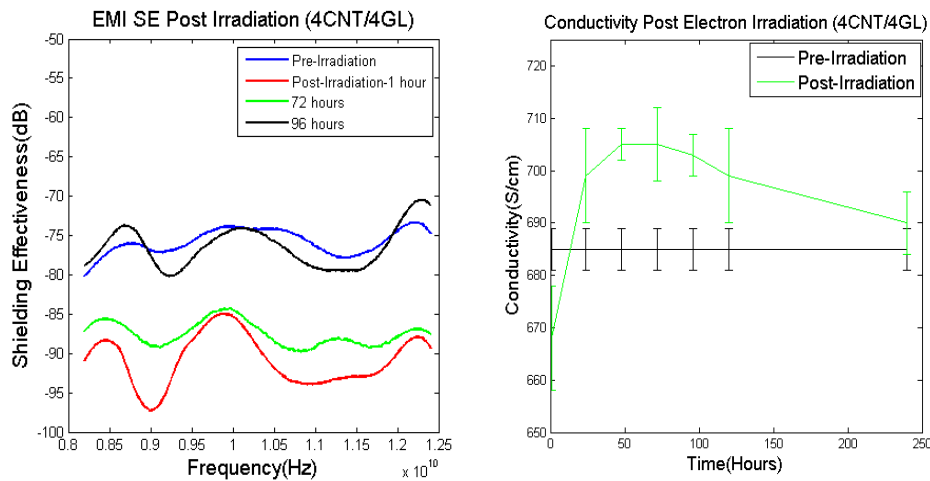 EMI SE Post Irradiation (4CNT/4GL)
-50
-55
-60
-65
-70
-75
-80
-85
-90
-95
-100
Shielding Effectiveness(dB)
Pre-Irradiation
Post-Irradiation-1 hour
72 hours
96 hours
0.8 0.85 0.9 0.95 1 1.05 1.1 1.15 1.2 1.25
Frequency(Hz)
x 10^10
Conductivity Post Electron Irradiation (4CNT/4GL)
720
710
700
690
680
670
660
650
Conductivity(S/cm)
Pre-Irradiation
Post-Irradiation
0 50 100 150 200 250
Time(Hours)